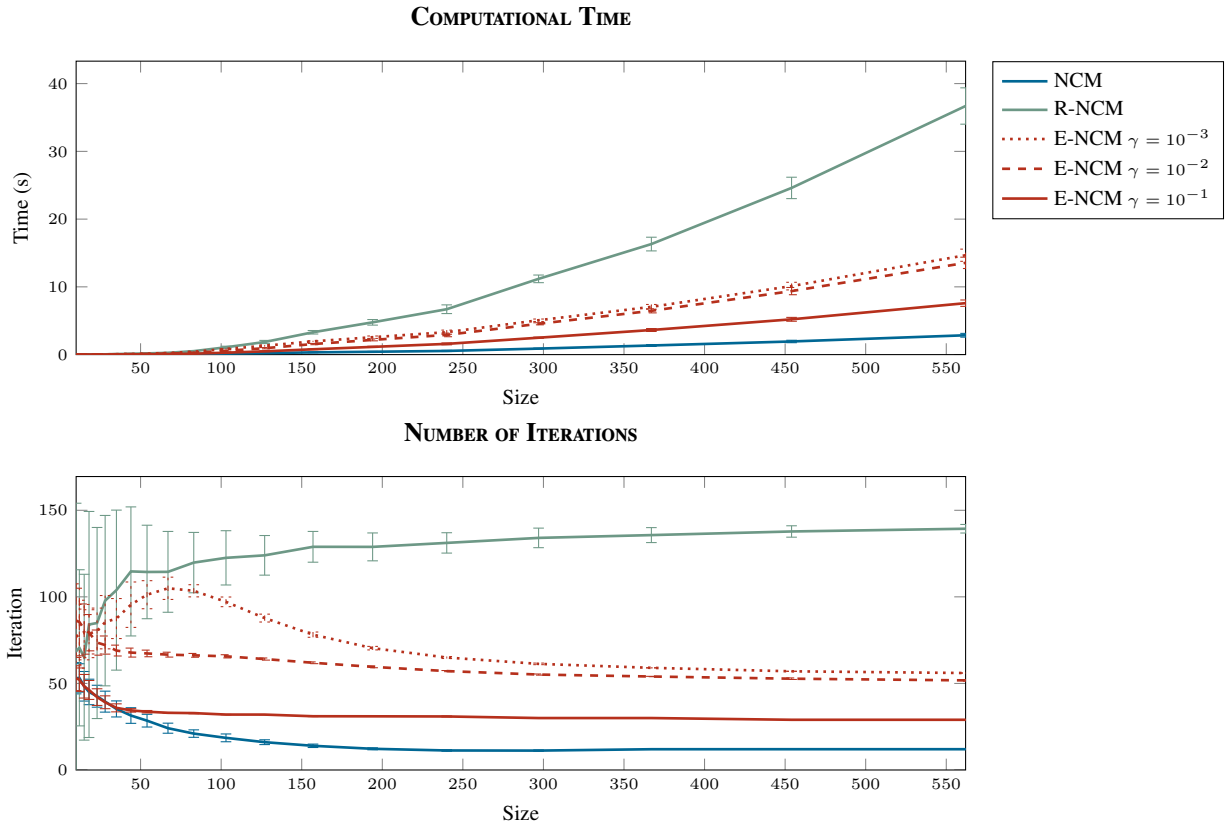 COMPUTATIONAL TIME
40
30
20
10
0
Time (s)
50 100 150 200 250 300 350 400 450 500 550
Size
NCM
R-NCM
E-NCM γ = 10⁻³
E-NCM γ = 10⁻²
E-NCM γ = 10⁻¹
NUMBER OF ITERATIONS
150
100
50
0
Iteration
50 100 150 200 250 300 350 400 450 500 550
Size